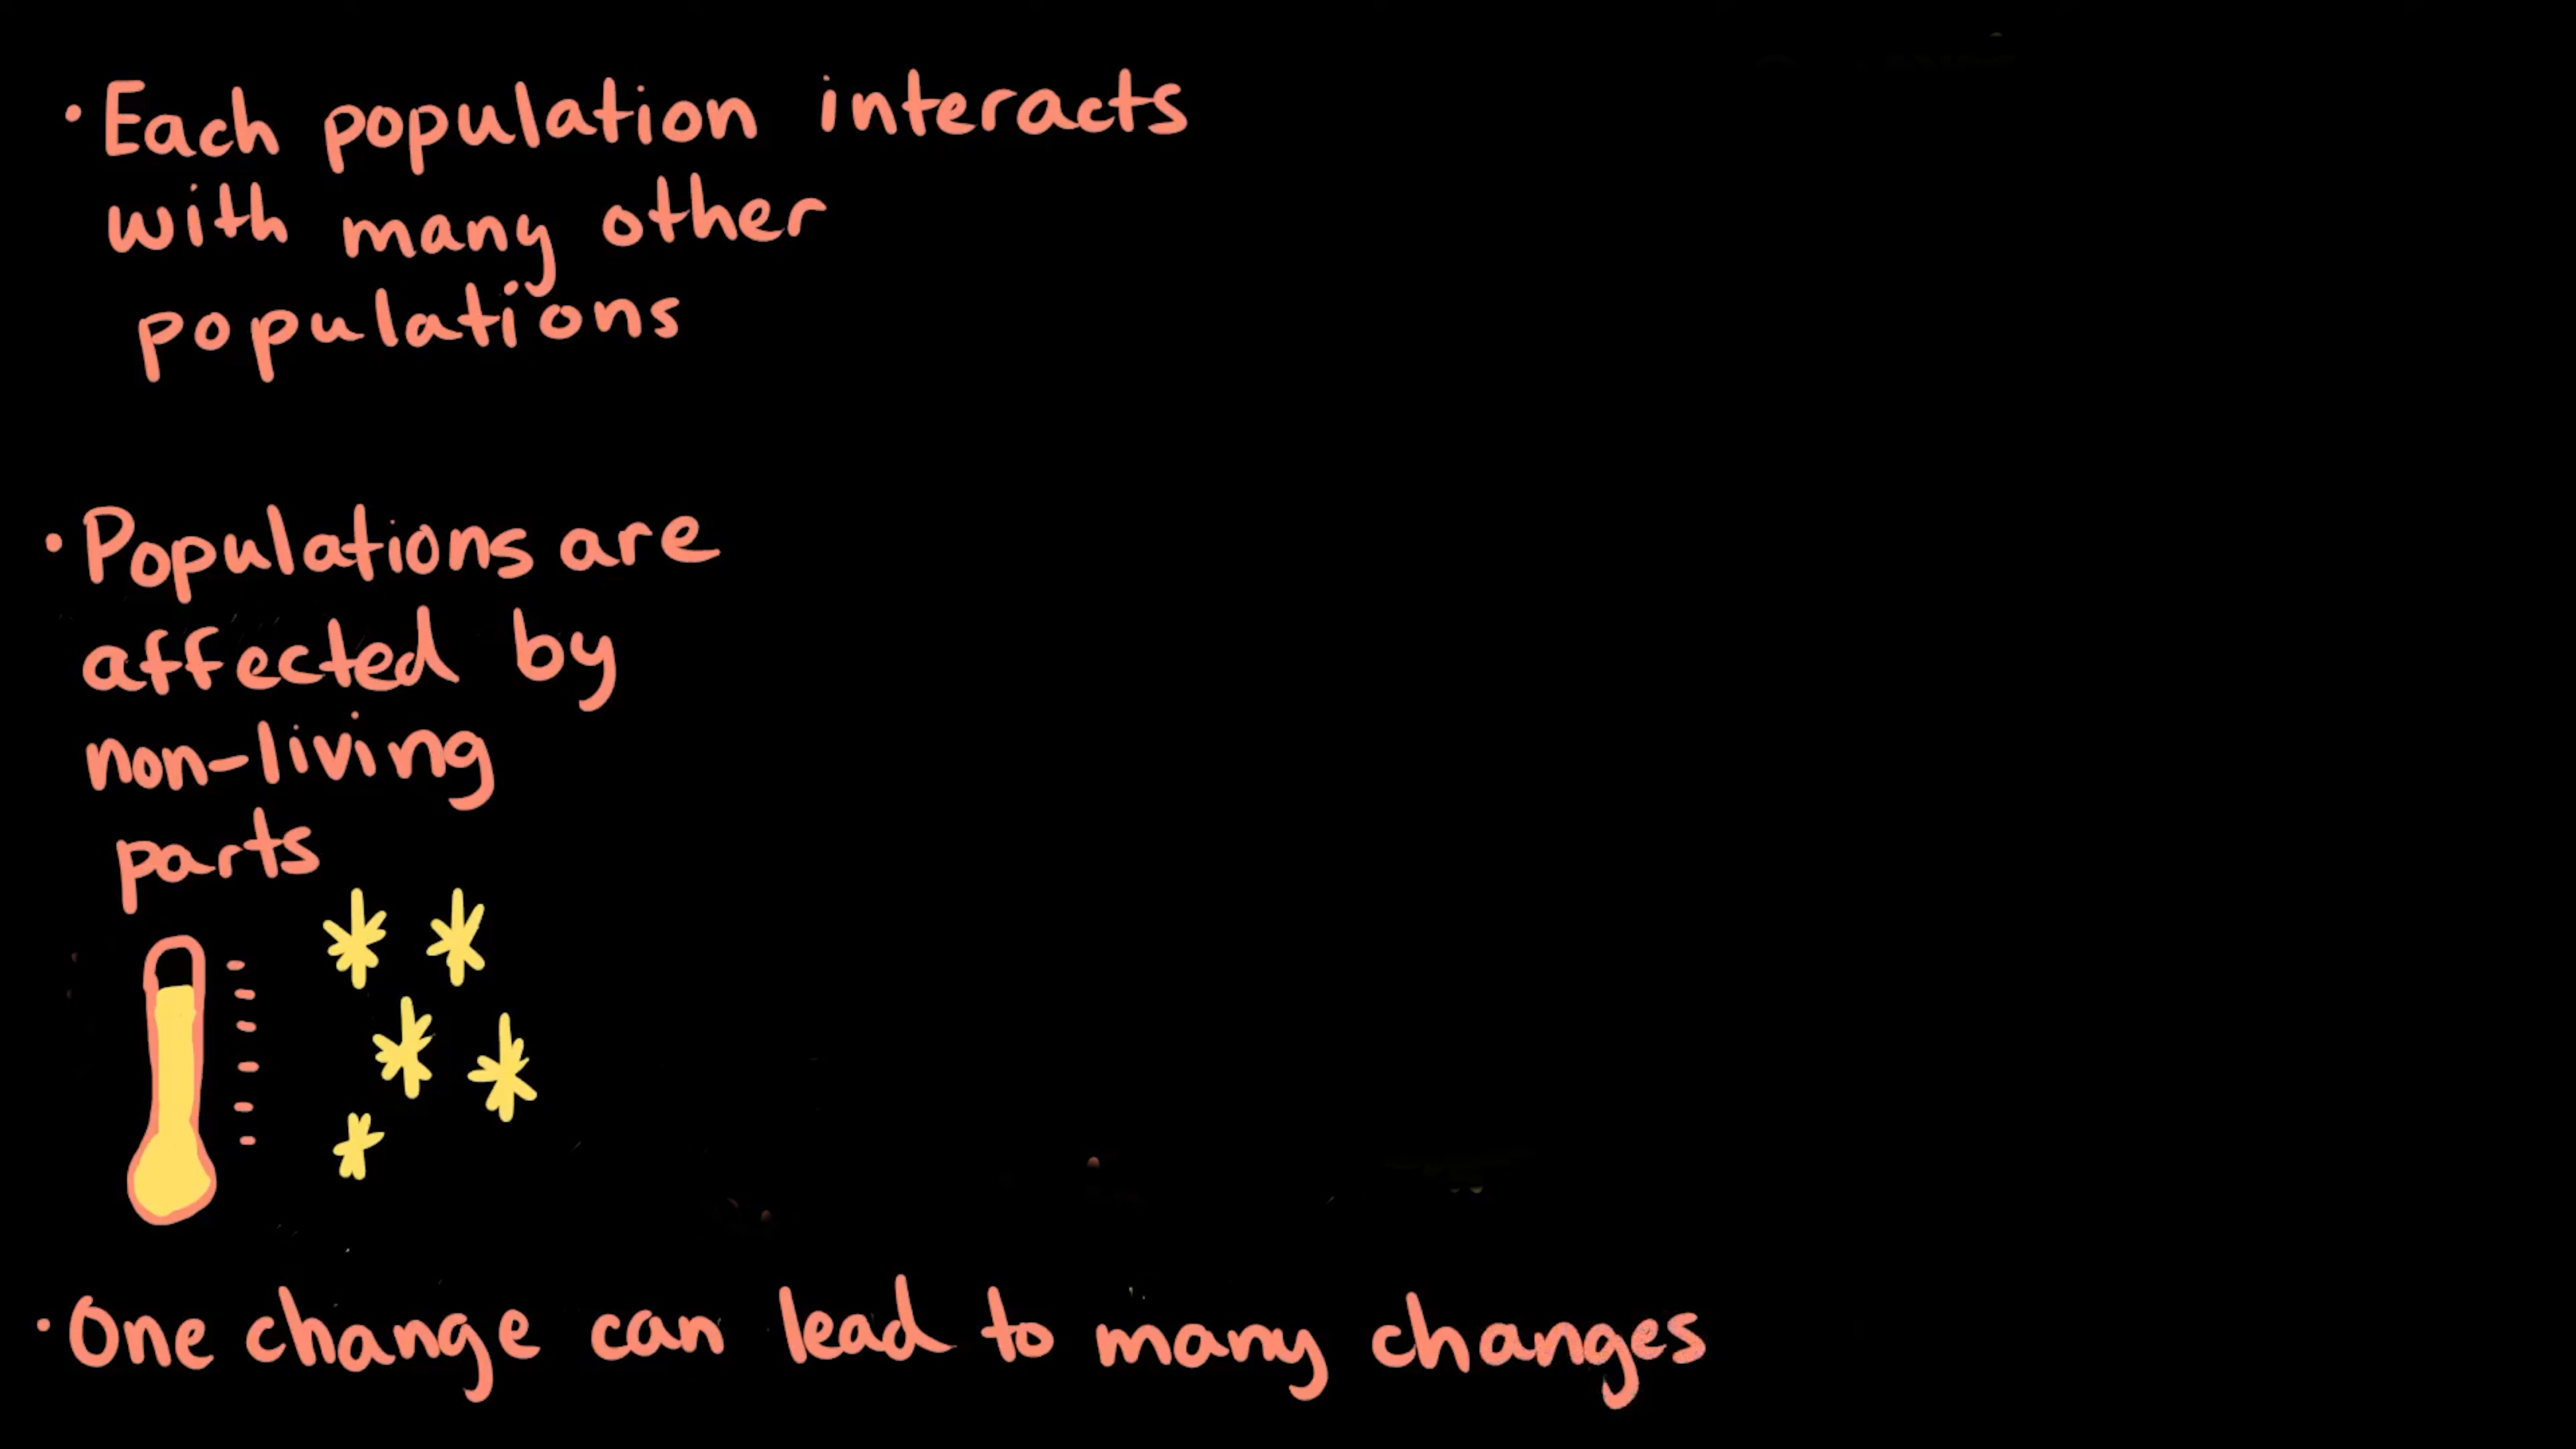 • Each population interacts
with many other
populations
• Populations are
affected by
non-living
parts
• One change can lead to many changes